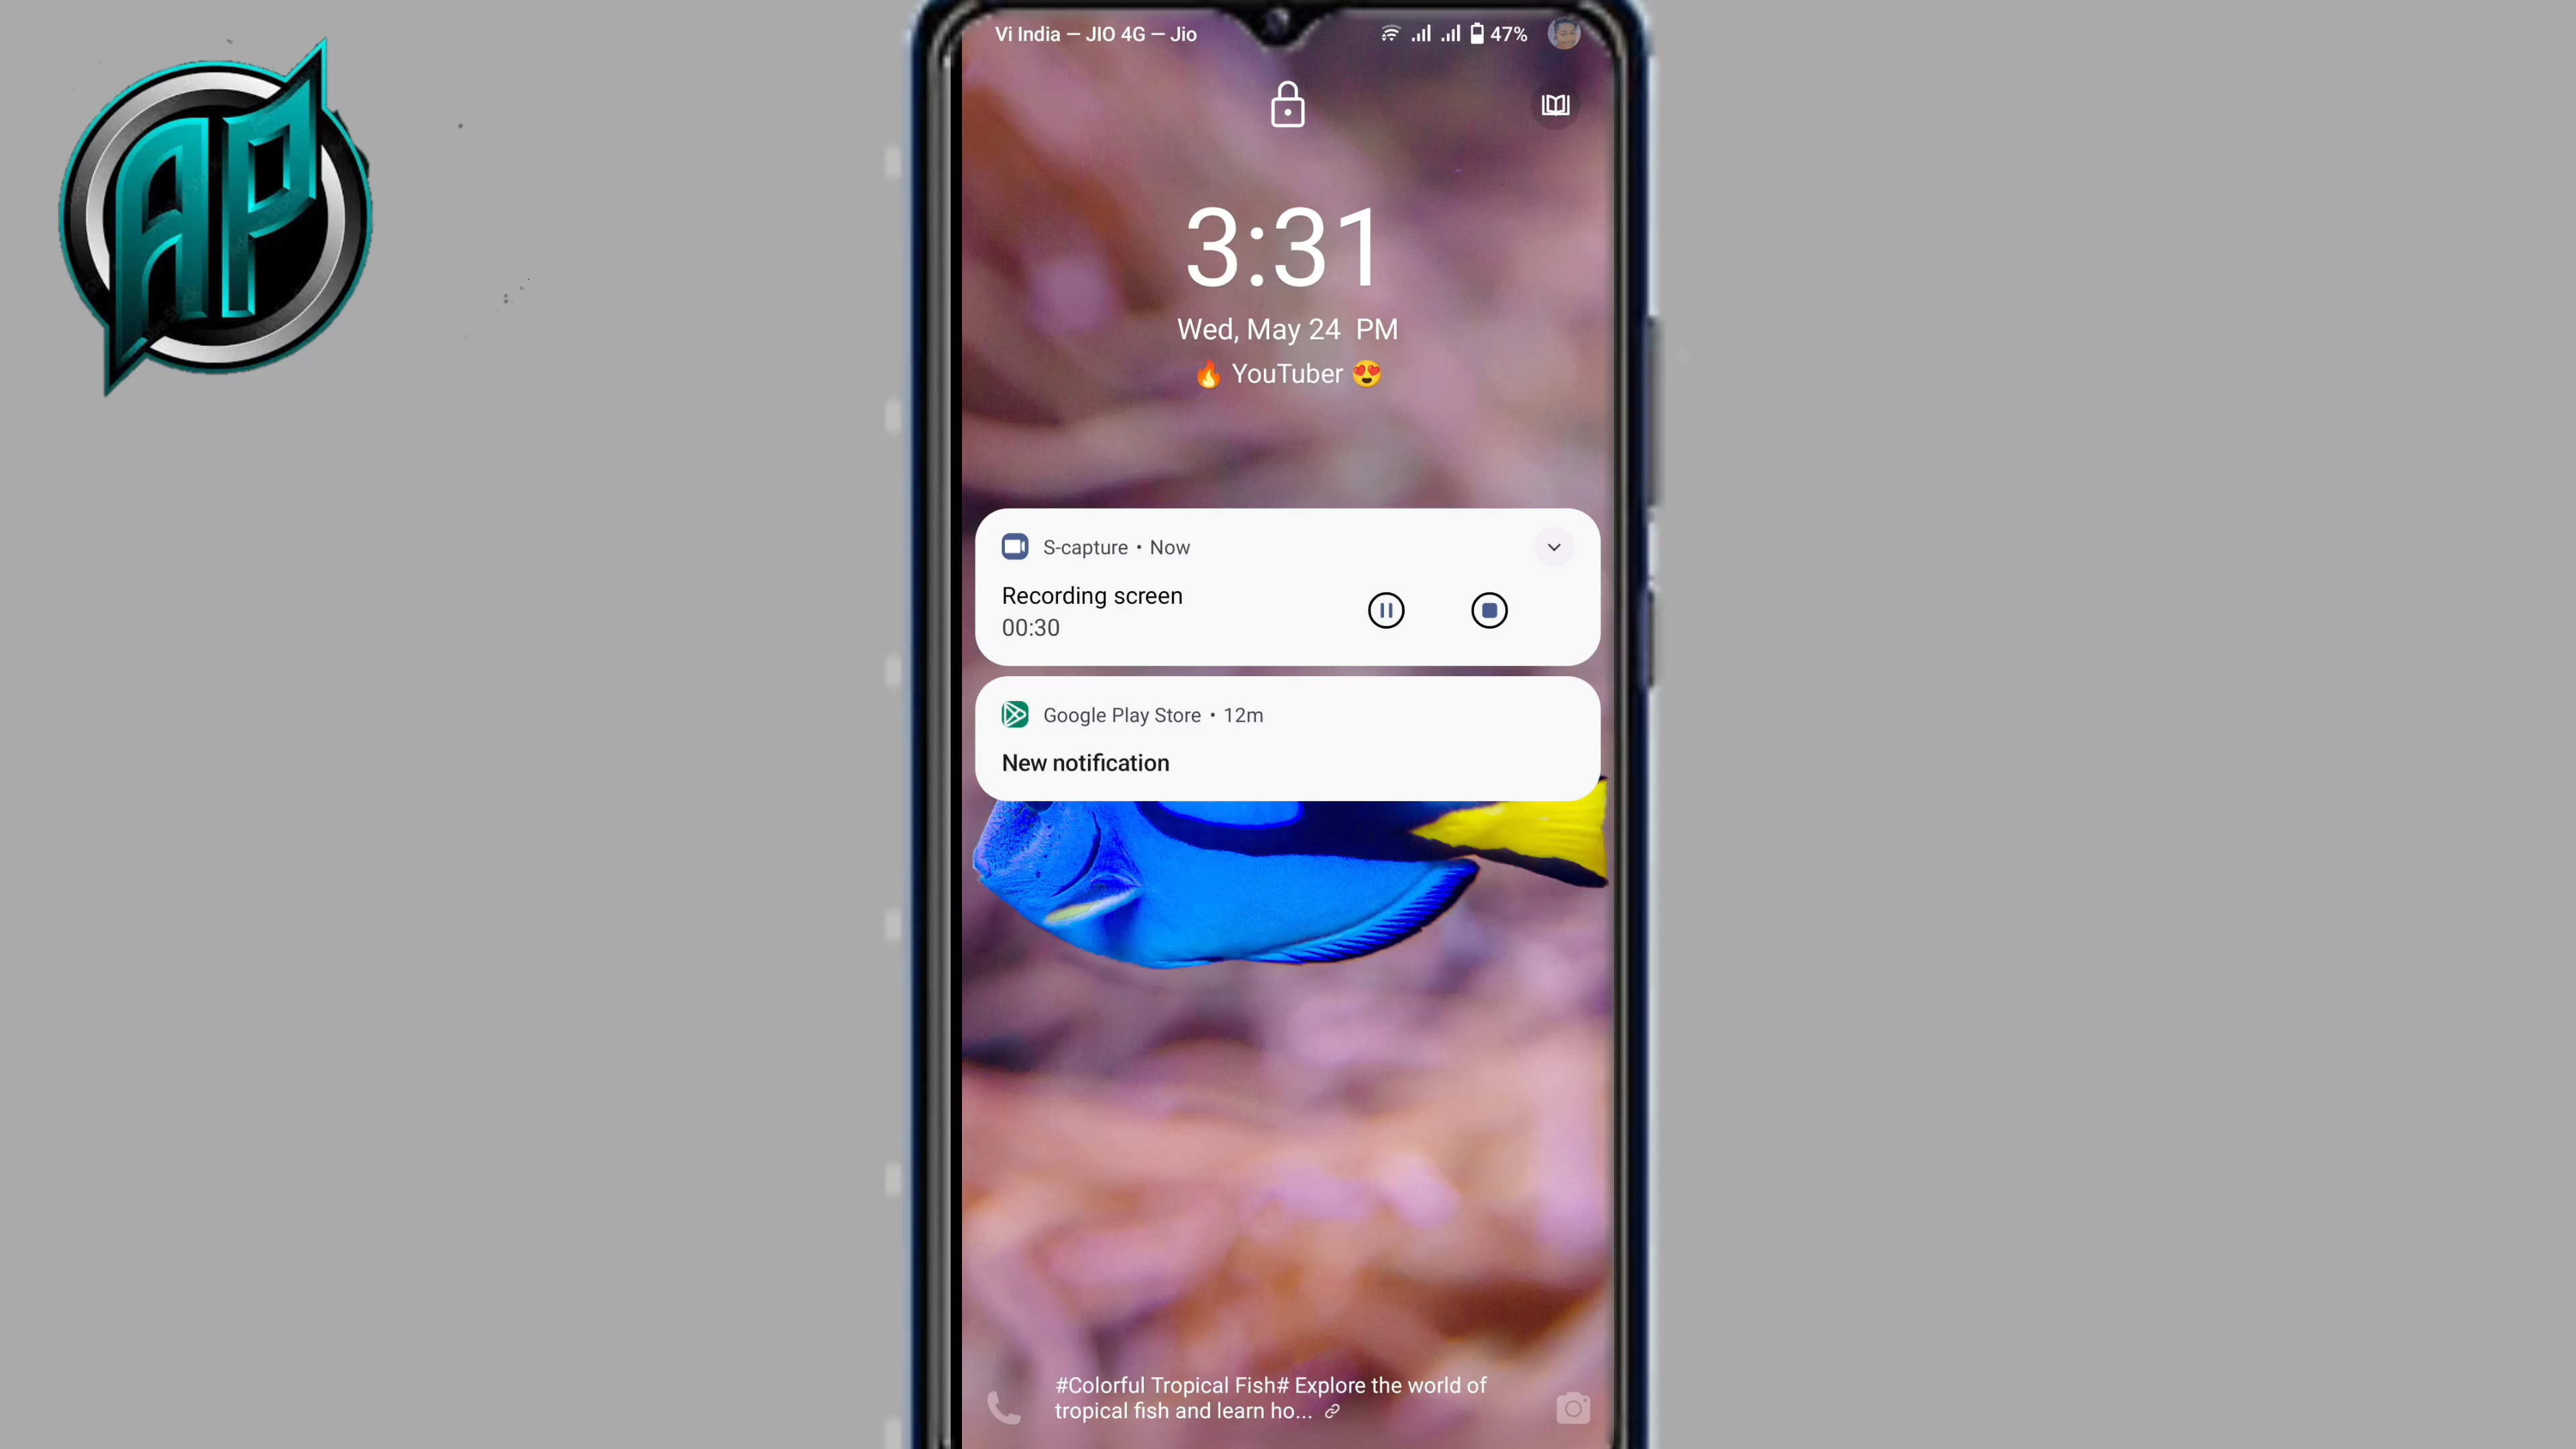 AP
Vi India — JIO 4G — Jio
47%
3:31
Wed, May 24 PM
🔥 YouTuber 😍
S-capture • Now
Recording screen
00:30
Google Play Store • 12m
New notification
#Colorful Tropical Fish# Explore the world of
tropical fish and learn ho...